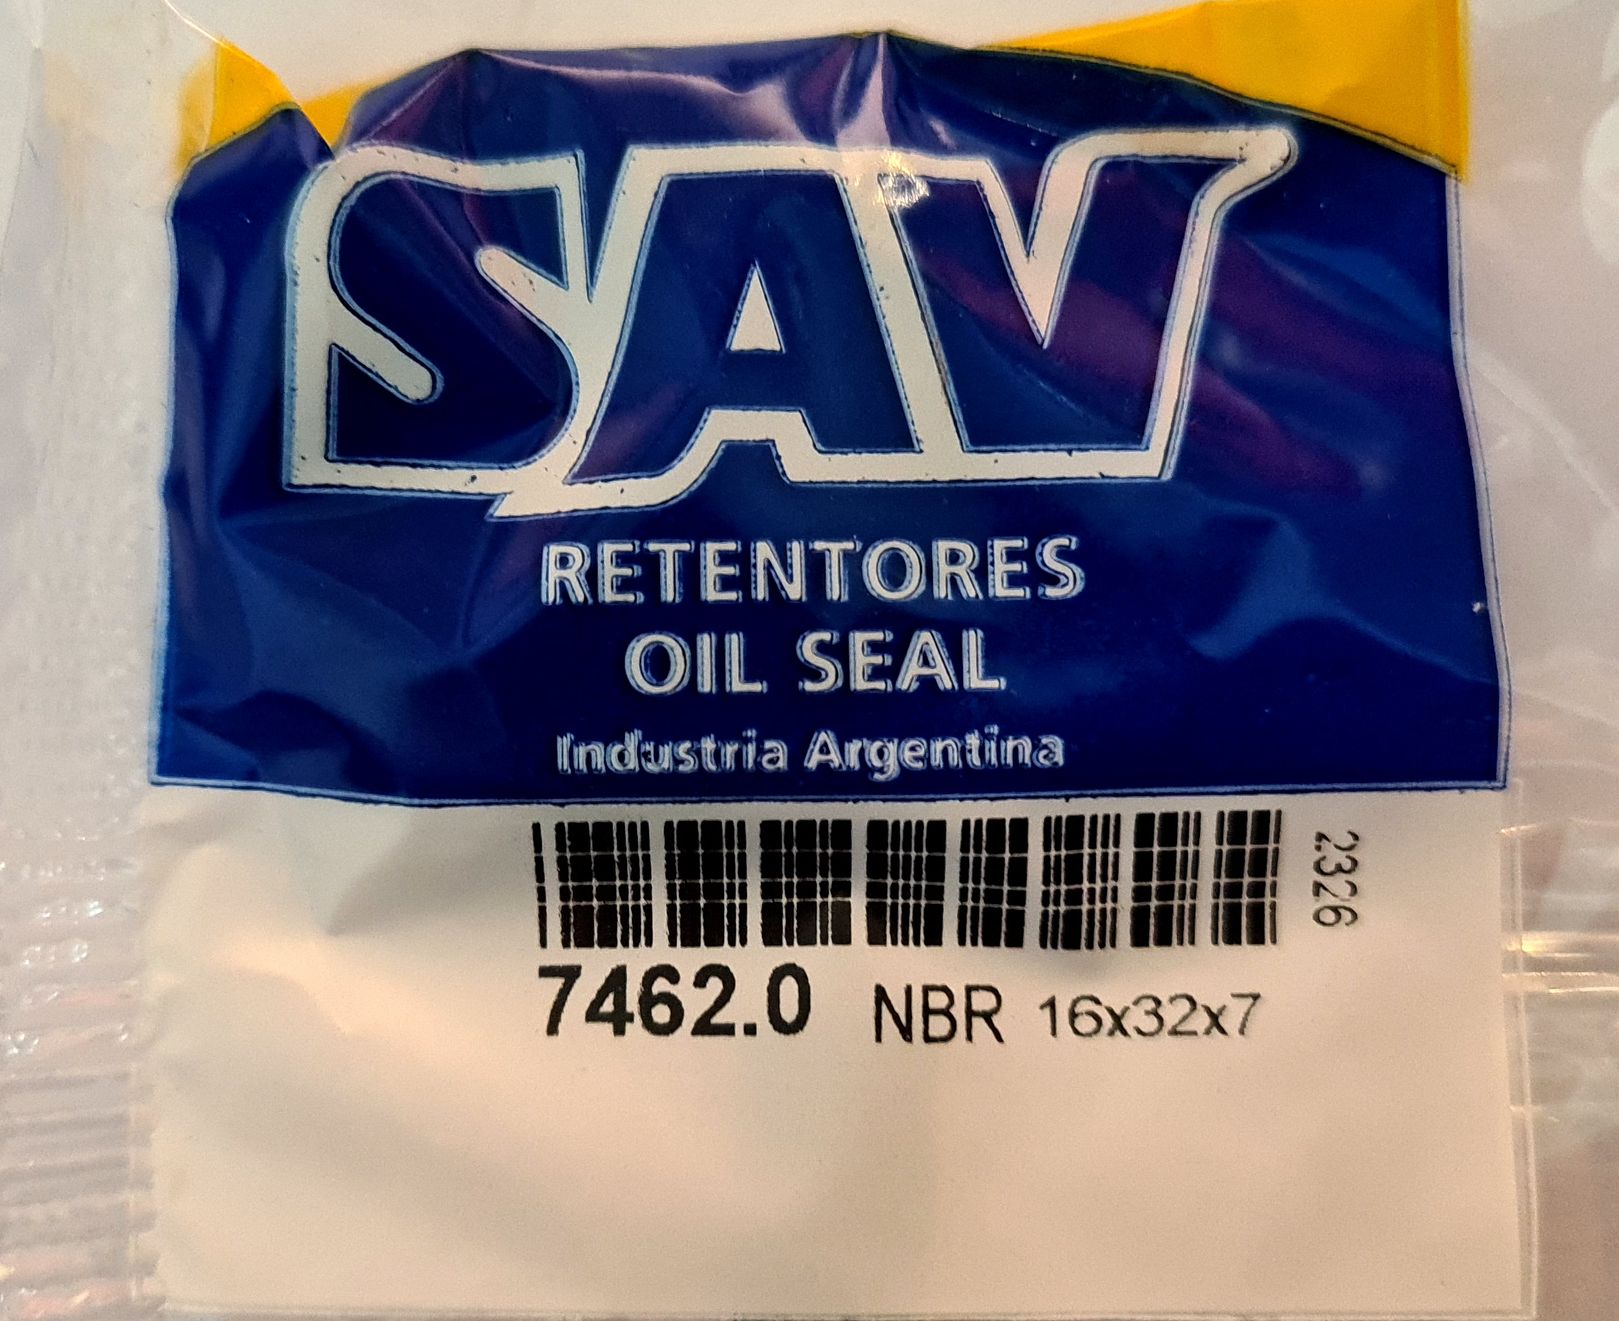 SAV
RETENTORES
OIL SEAL
Industria Argentina
2326
7462.0 NBR 16x32x7